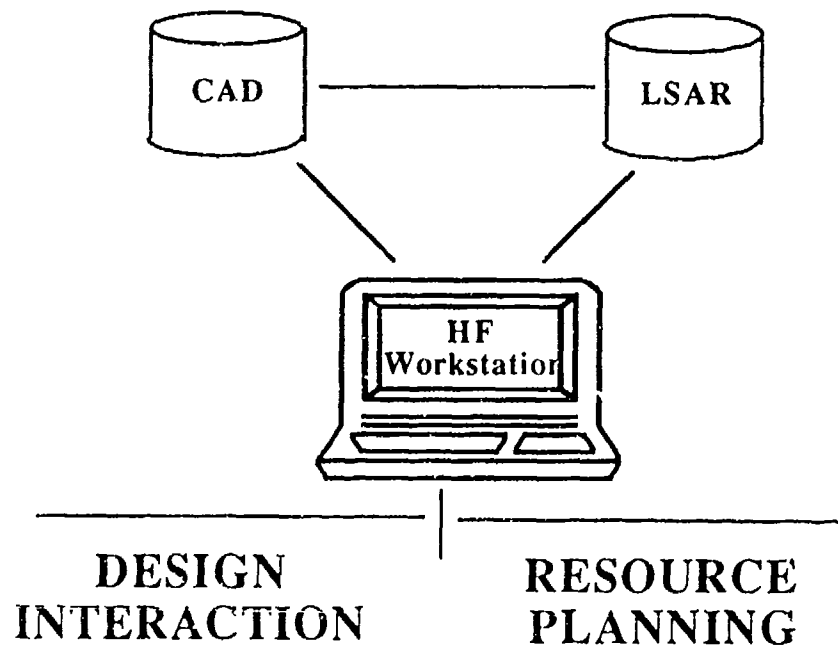 CAD
LSAR
HF
Workstation
DESIGN
INTERACTION
RESOURCE
PLANNING